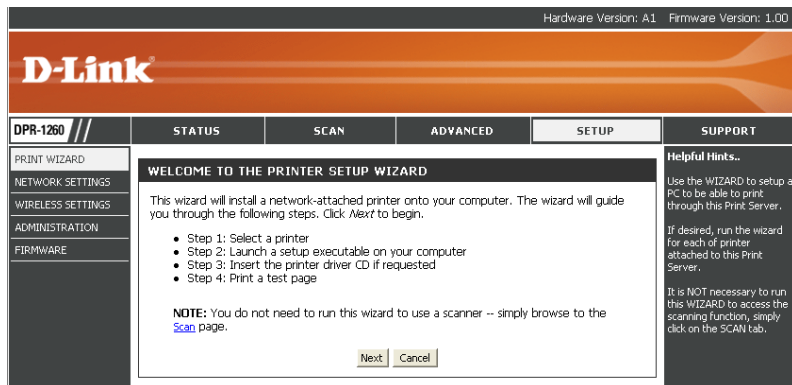 Hardware Version: A1 Firmware Version: 1.00
D-Link
DPR-1260 STATUS SCAN ADVANCED SETUP SUPPORT
PRINT WIZARD
NETWORK SETTINGS
WIRELESS SETTINGS
ADMINISTRATION
FIRMWARE
WELCOME TO THE PRINTER SETUP WIZARD
This wizard will install a network-attached printer onto your computer. The wizard will guide
you through the following steps. Click Next to begin.
• Step 1: Select a printer
• Step 2: Launch a setup executable on your computer
• Step 3: Insert the printer driver CD if requested
• Step 4: Print a test page
NOTE: You do not need to run this wizard to use a scanner -- simply browse to the
Scan page.
Next Cancel
Helpful Hints..
Use the WIZARD to setup a
PC to be able to print
through this Print Server.
If desired, run the wizard
for each of printer
attached to this Print
Server.
It is NOT necessary to run
this WIZARD to access the
scanning function, simply
click on the SCAN tab.